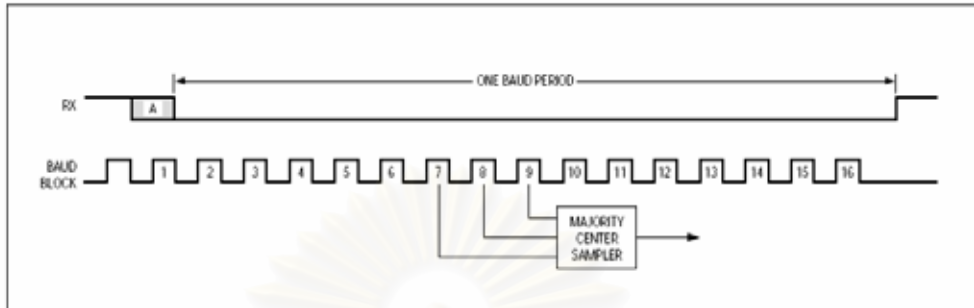 ONE BAUD PERIOD
RX
A
BAUD
BLOCK
1 2 3 4 5 6 7 8 9 10 11 12 13 14 15 16
MAJORITY
CENTER
SAMPLER